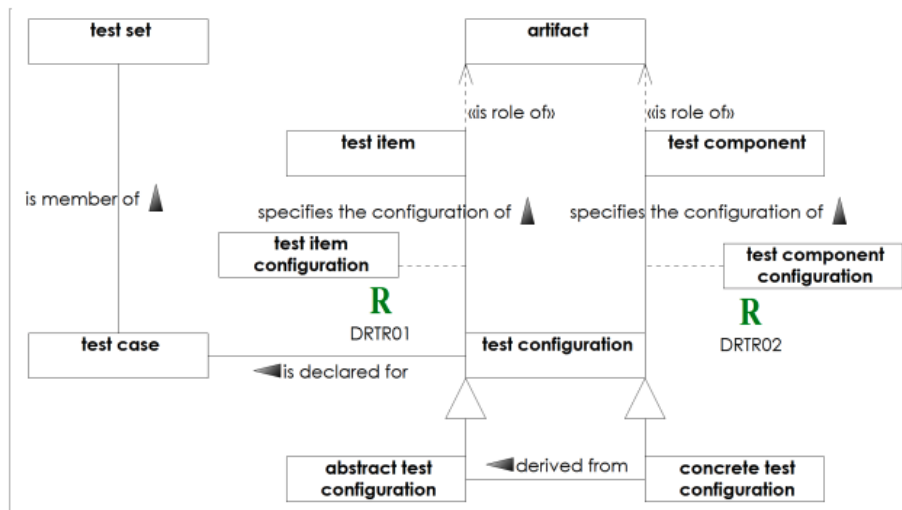 test set
artifact
«is role of»
«is role of»
test item
test component
is member of
specifies the configuration of
specifies the configuration of
test item
configuration
test component
configuration
R
DRTR01
R
DRTR02
test case
test configuration
is declared for
abstract test
configuration
derived from
concrete test
configuration